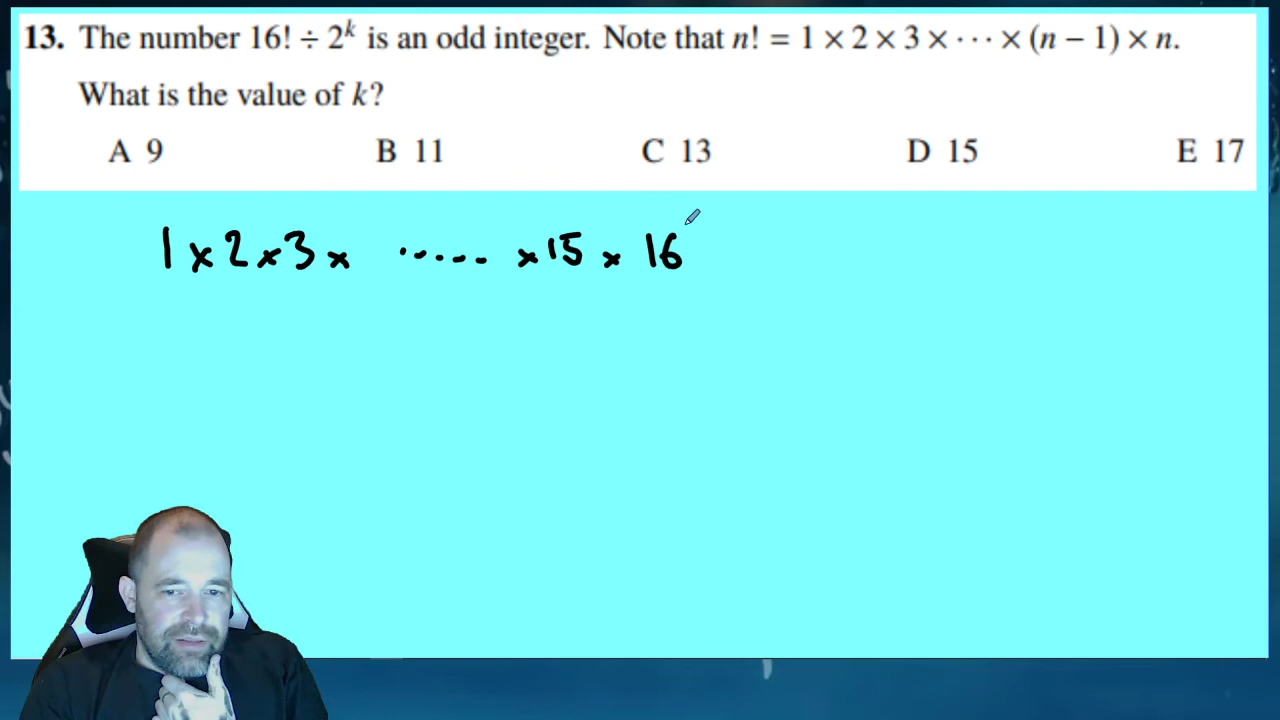 13. The number 16! ÷ 2^k is an odd integer. Note that n! = 1 × 2 × 3 × ··· × (n − 1) × n.
What is the value of k?
A 9 B 11 C 13 D 15 E 17
1 × 2 × 3 × ..... × 15 × 16